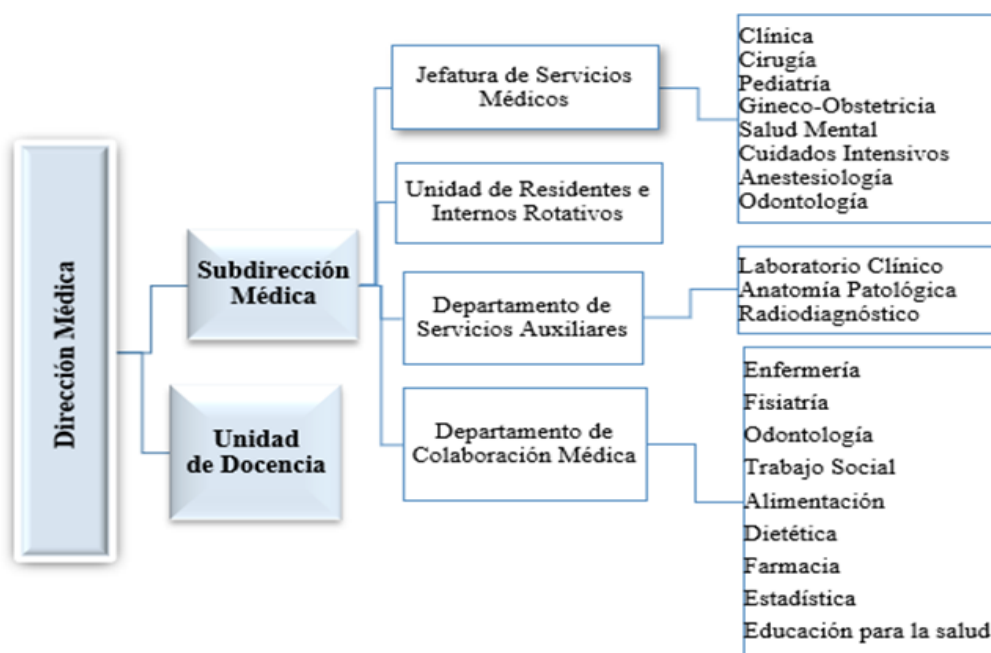 Dirección Médica
Subdirección
Médica
Unidad
de Docencia
Jefatura de Servicios
Médicos
Unidad de Residentes e
Internos Rotativos
Departamento de
Servicios Auxiliares
Departamento de
Colaboración Médica
Clínica
Cirugía
Pediatría
Gineco-Obstetricia
Salud Mental
Cuidados Intensivos
Anestesiología
Odontología
Laboratorio Clínico
Anatomía Patológica
Radiodiagnóstico
Enfermería
Fisiatría
Odontología
Trabajo Social
Alimentación
Dietética
Farmacia
Estadística
Educación para la salud